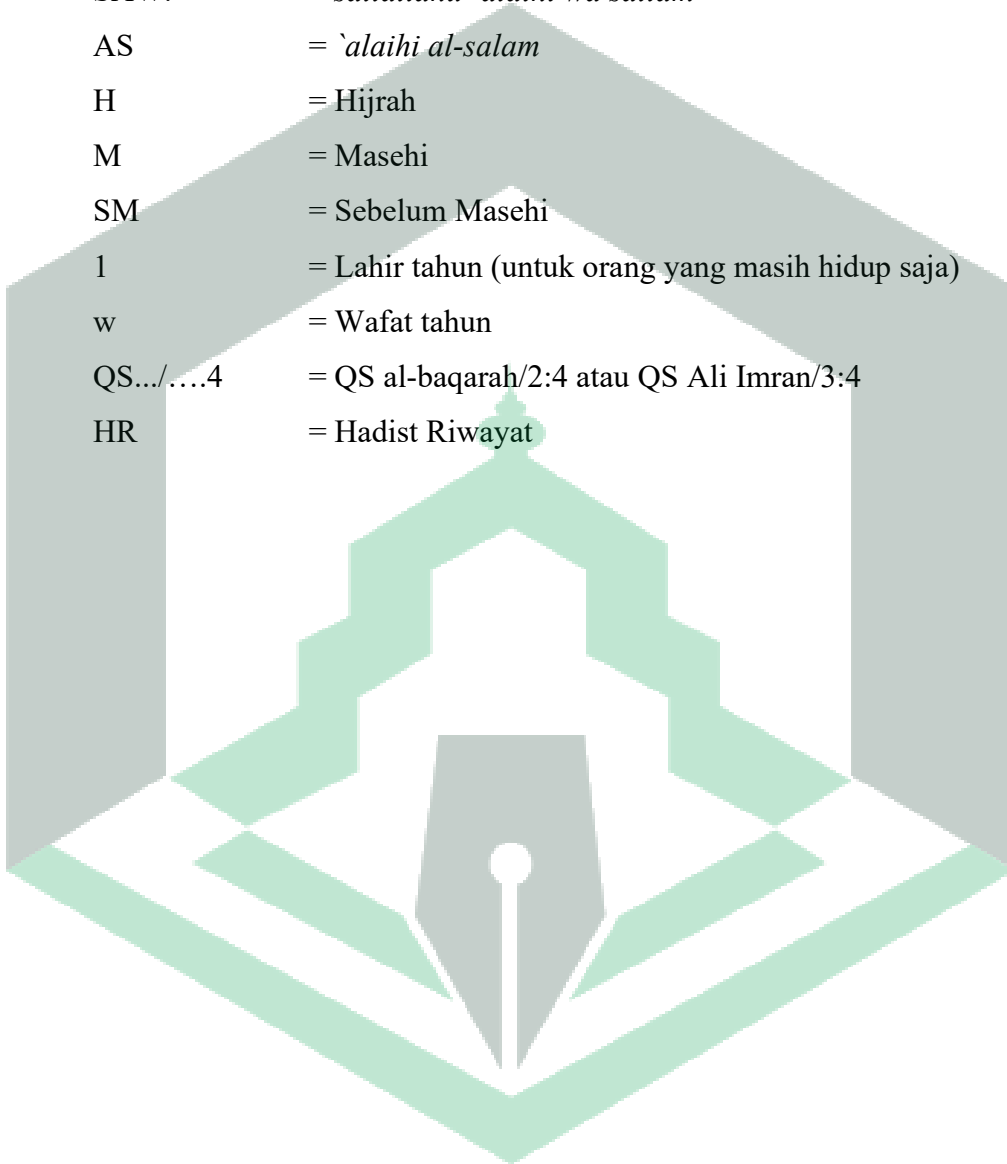 AS = `alaihi al-salam
H = Hijrah
M = Masehi
SM = Sebelum Masehi
1 = Lahir tahun (untuk orang yang masih hidup saja)
w = Wafat tahun
QS.../….4 = QS al-baqarah/2:4 atau QS Ali Imran/3:4
HR = Hadist Riwayat